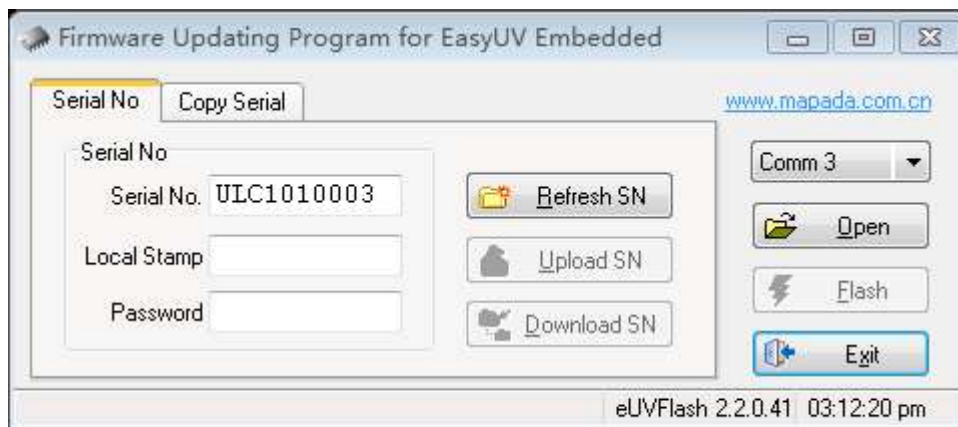 Firmware Updating Program for EasyUV Embedded
Serial No
Copy Serial
www.mapada.com.cn
Serial No
Serial No. ULC1010003
Refresh SN
Comm 3
Open
Local Stamp
Upload SN
Flash
Password
Download SN
Exit
eUVFlash 2.2.0.41 03:12:20 pm